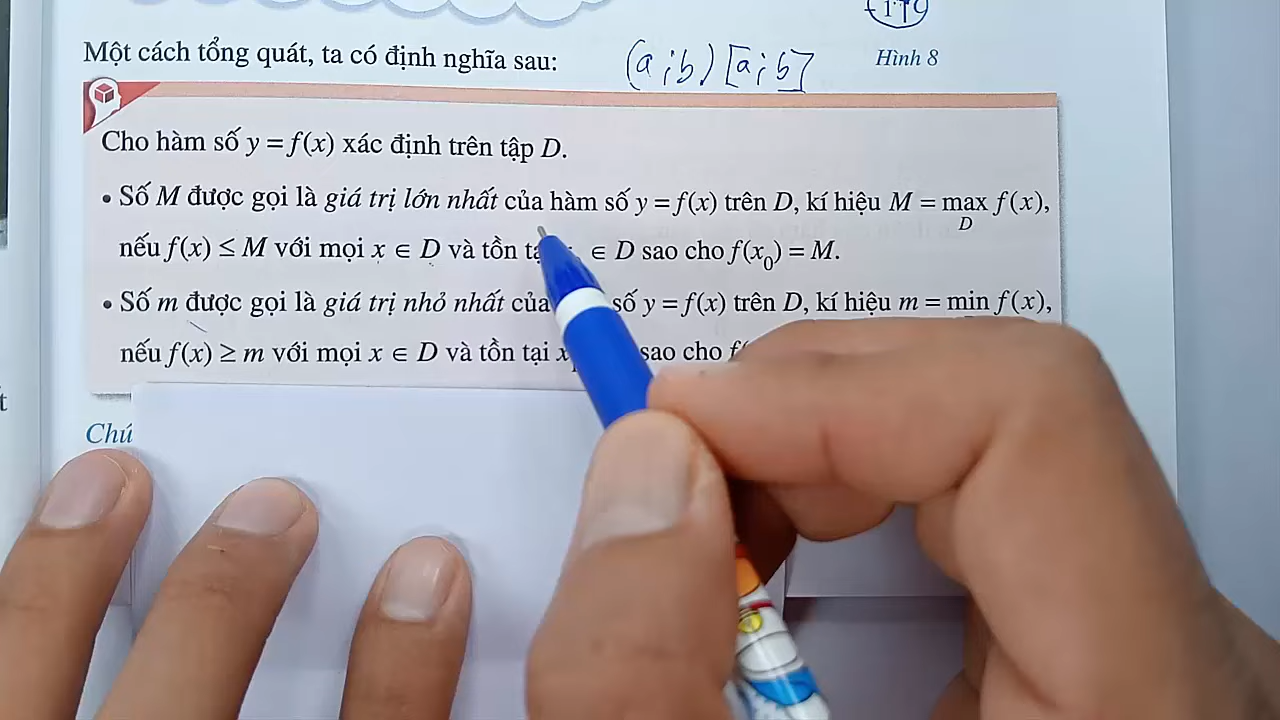 Một cách tổng quát, ta có định nghĩa sau:
(a;b) [a;b]
Hình 8
Cho hàm số y = f(x) xác định trên tập D.
• Số M được gọi là giá trị lớn nhất của hàm số y = f(x) trên D, kí hiệu M = max f(x),
D
nếu f(x) ≤ M với mọi x ∈ D và tồn ∈ D sao cho f(x₀) = M.
• Số m được gọi là giá trị nhỏ nhất của số y = f(x) trên D, kí hiệu m = min f(x),
nếu f(x) ≥ m với mọi x ∈ D và tồn tại sao cho
Chú